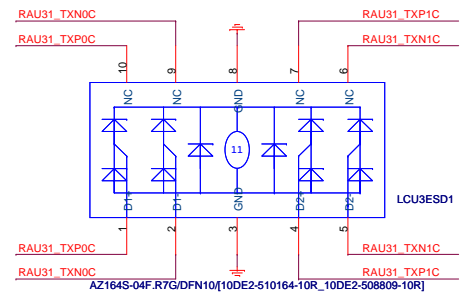 RAU31_TXN0C RAU31_TXP1C
RAU31_TXP0C RAU31_TXN1C
10 9 8 7 6
NC NC GND NC NC
11
LCU3ESD1
D1+ D1- GND D2+ D2-
1 2 3 4 5
RAU31_TXP0C RAU31_TXN1C
RAU31_TXN0C RAU31_TXP1C
AZ164S-04F.R7G/DFN10/[10DE2-510164-10R_10DE2-508809-10R]